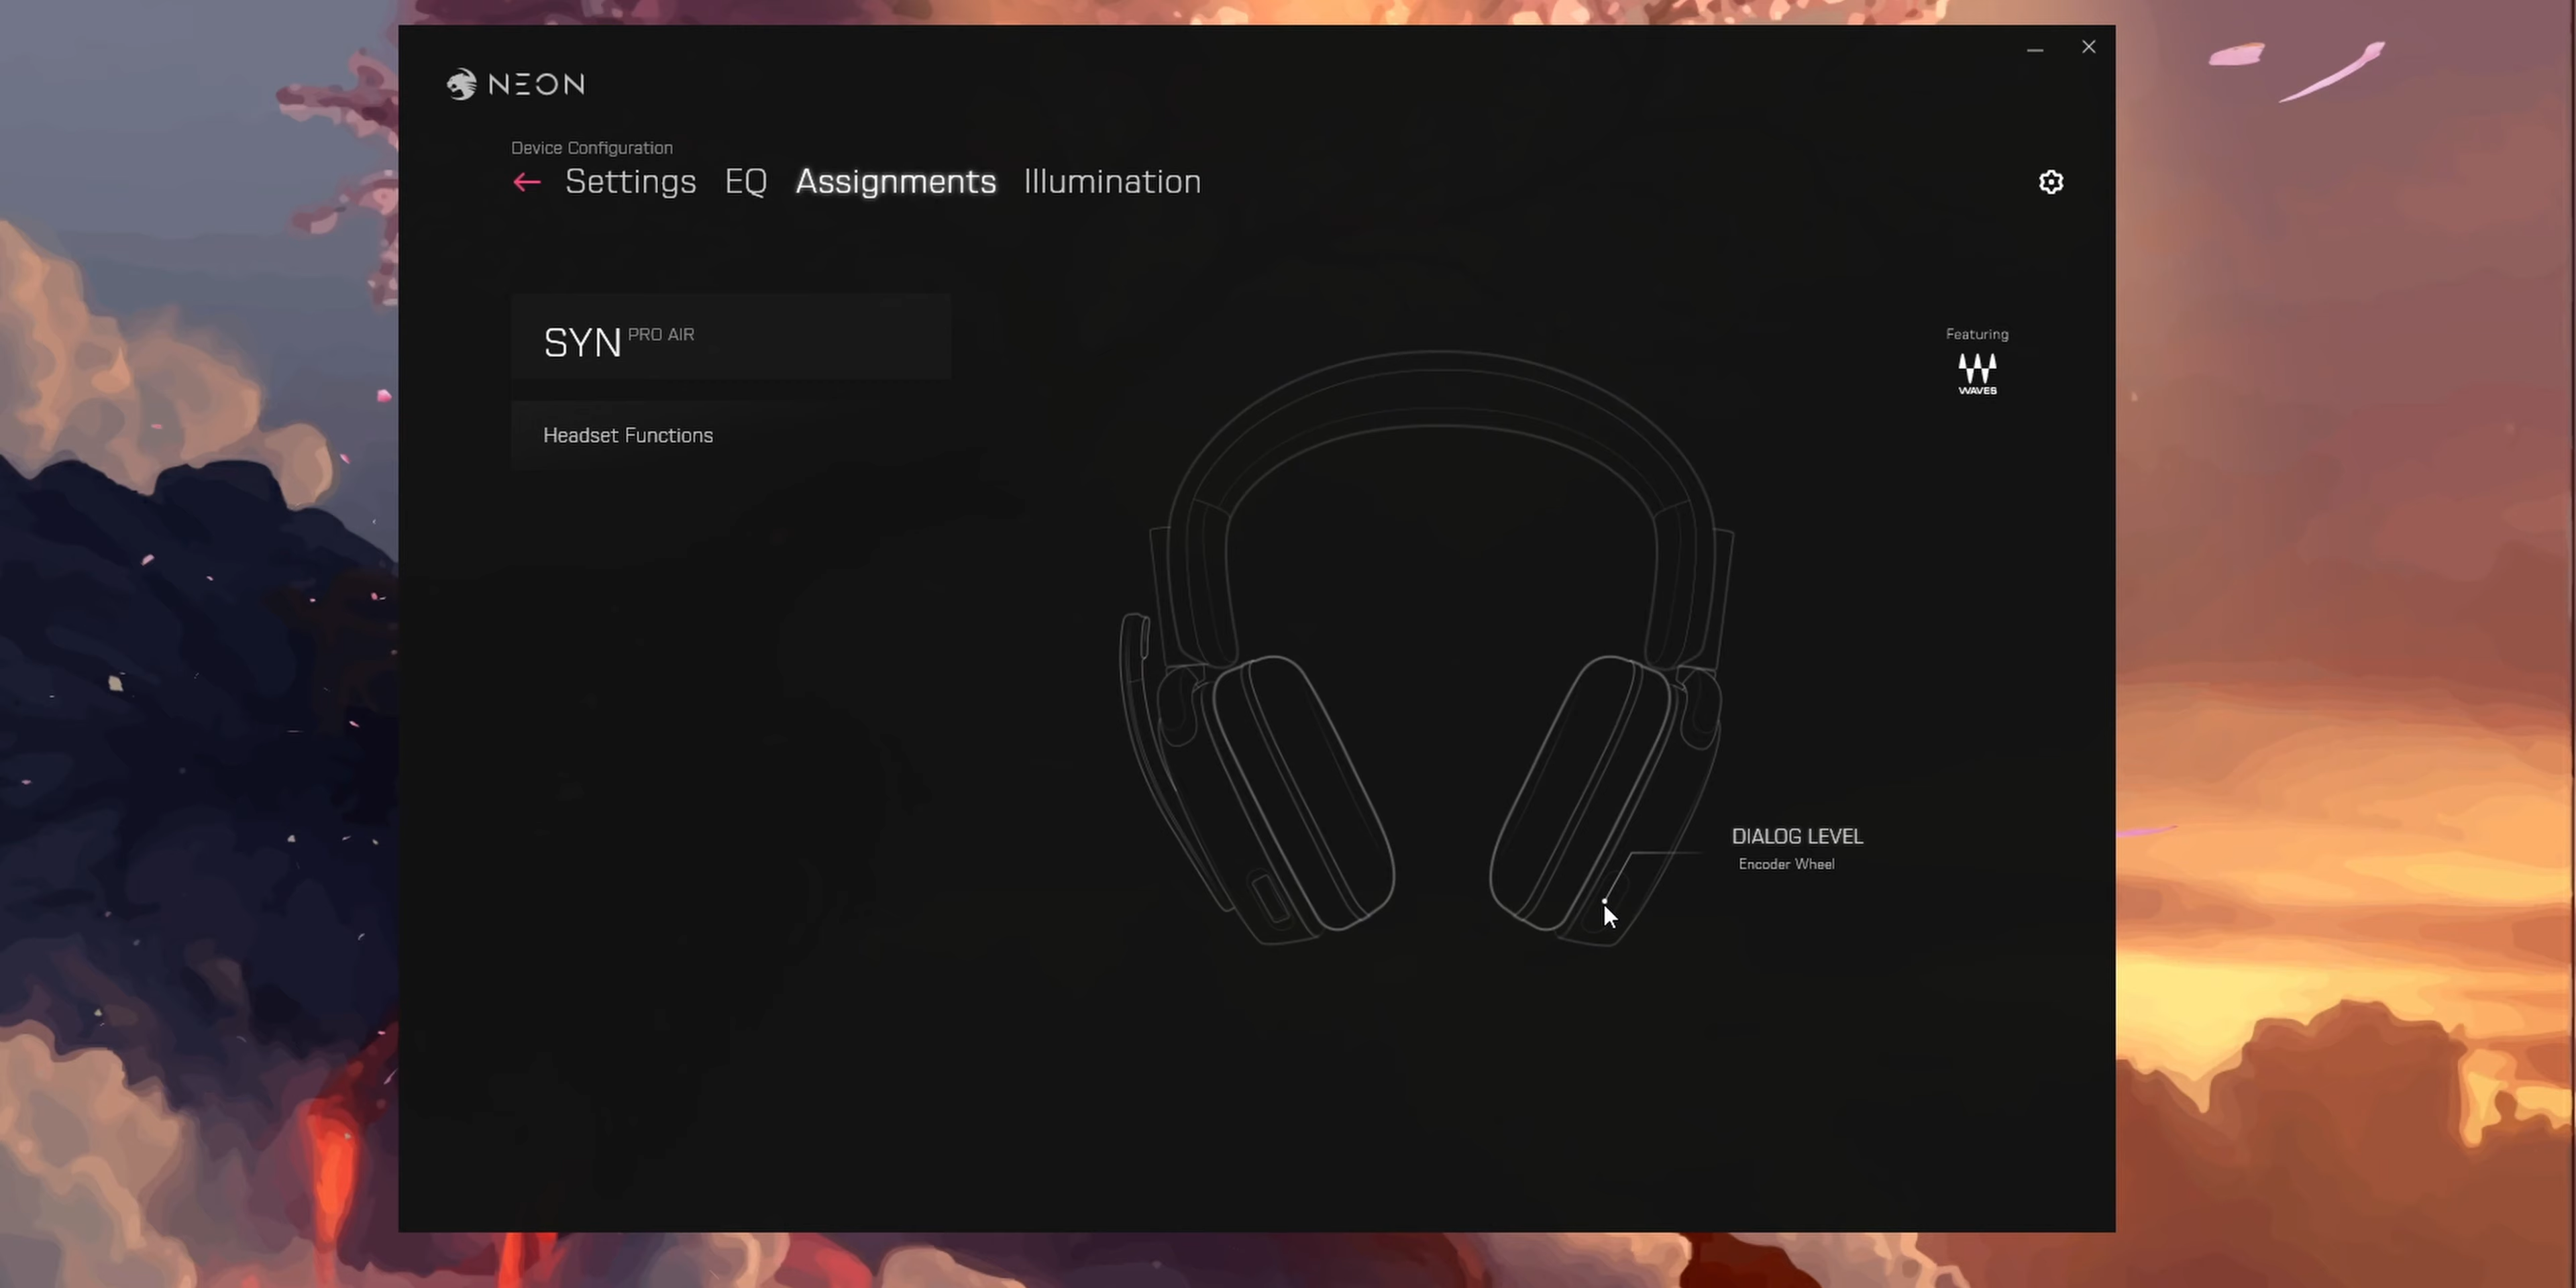 NEON
Device Configuration
Settings EQ Assignments Illumination
SYN PRO AIR
Headset Functions
Featuring
WAVES
DIALOG LEVEL
Encoder Wheel